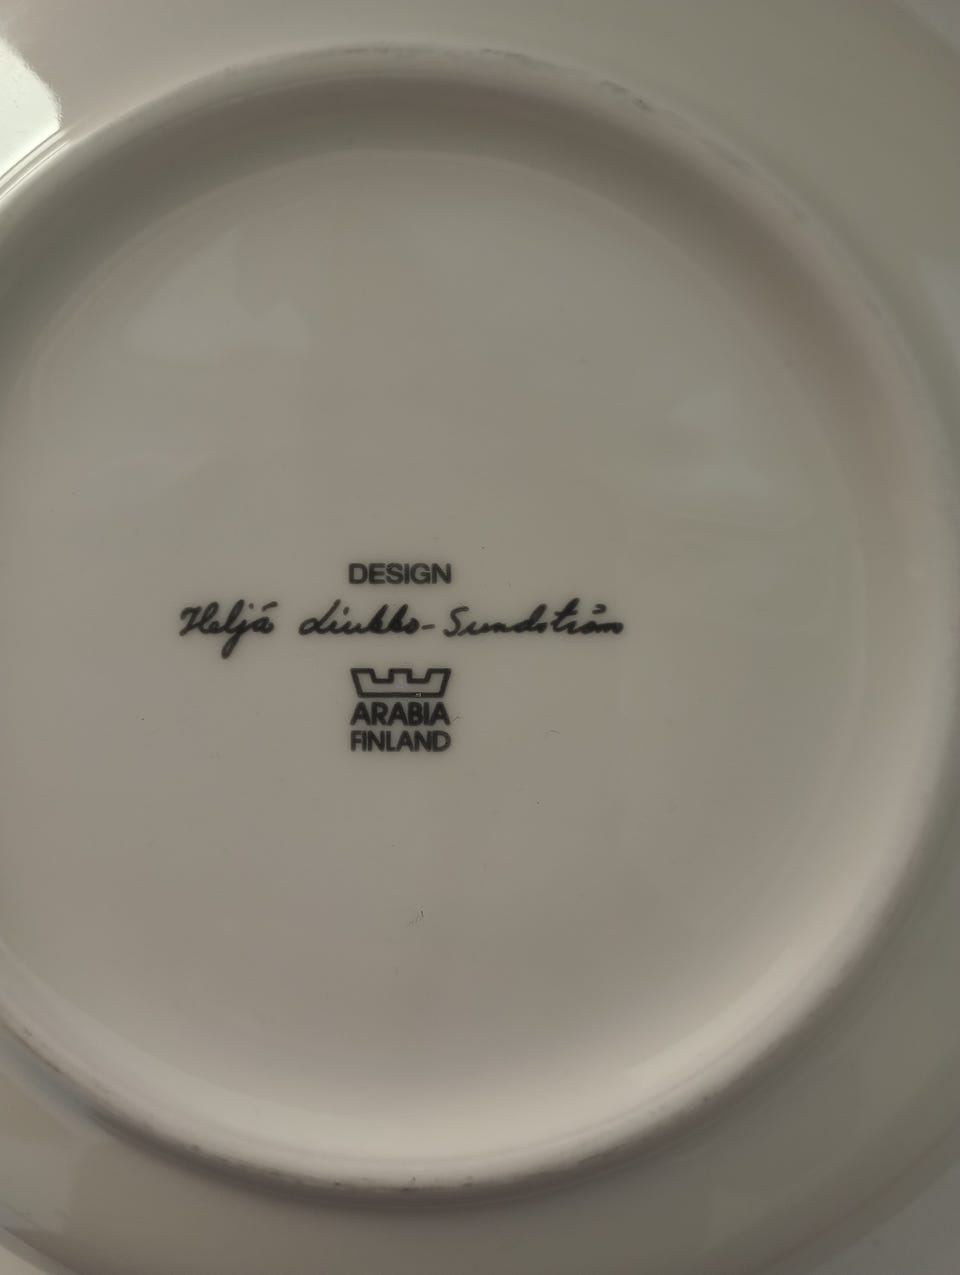 DESIGN
Heljä Liukko-Sundström
ARABIA
FINLAND